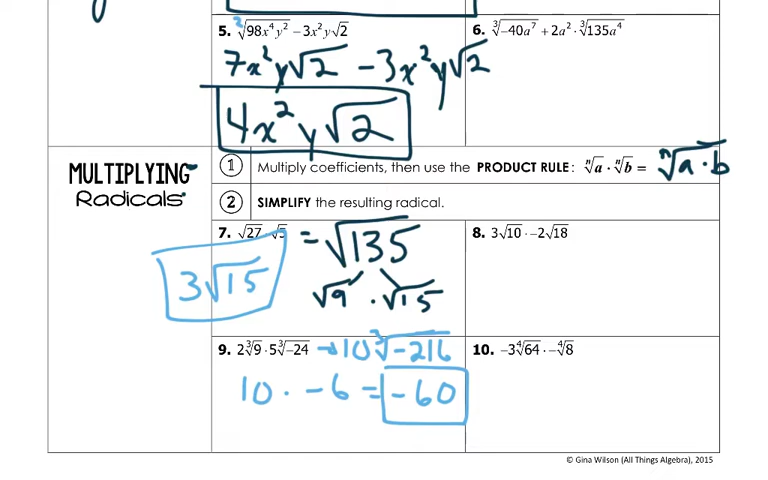 5. ²√98x⁴y² − 3x²y√2
7x²y√2 − 3x²y√2
4x²y√2
6. ∛−40a⁷ + 2a² · ∛135a⁴
MULTIPLYING
Radicals
① Multiply coefficients, then use the PRODUCT RULE: ⁿ√a · ⁿ√b = ⁿ√a·b
② SIMPLIFY the resulting radical.
7. √27 · √5 = √135
√9 · √15
3√15
8. 3√10 · −2√18
9. 2∛9 · 5∛−24 → 10∛−216
10 · −6 = −60
10. −3∜64 · −∜8
© Gina Wilson (All Things Algebra), 2015